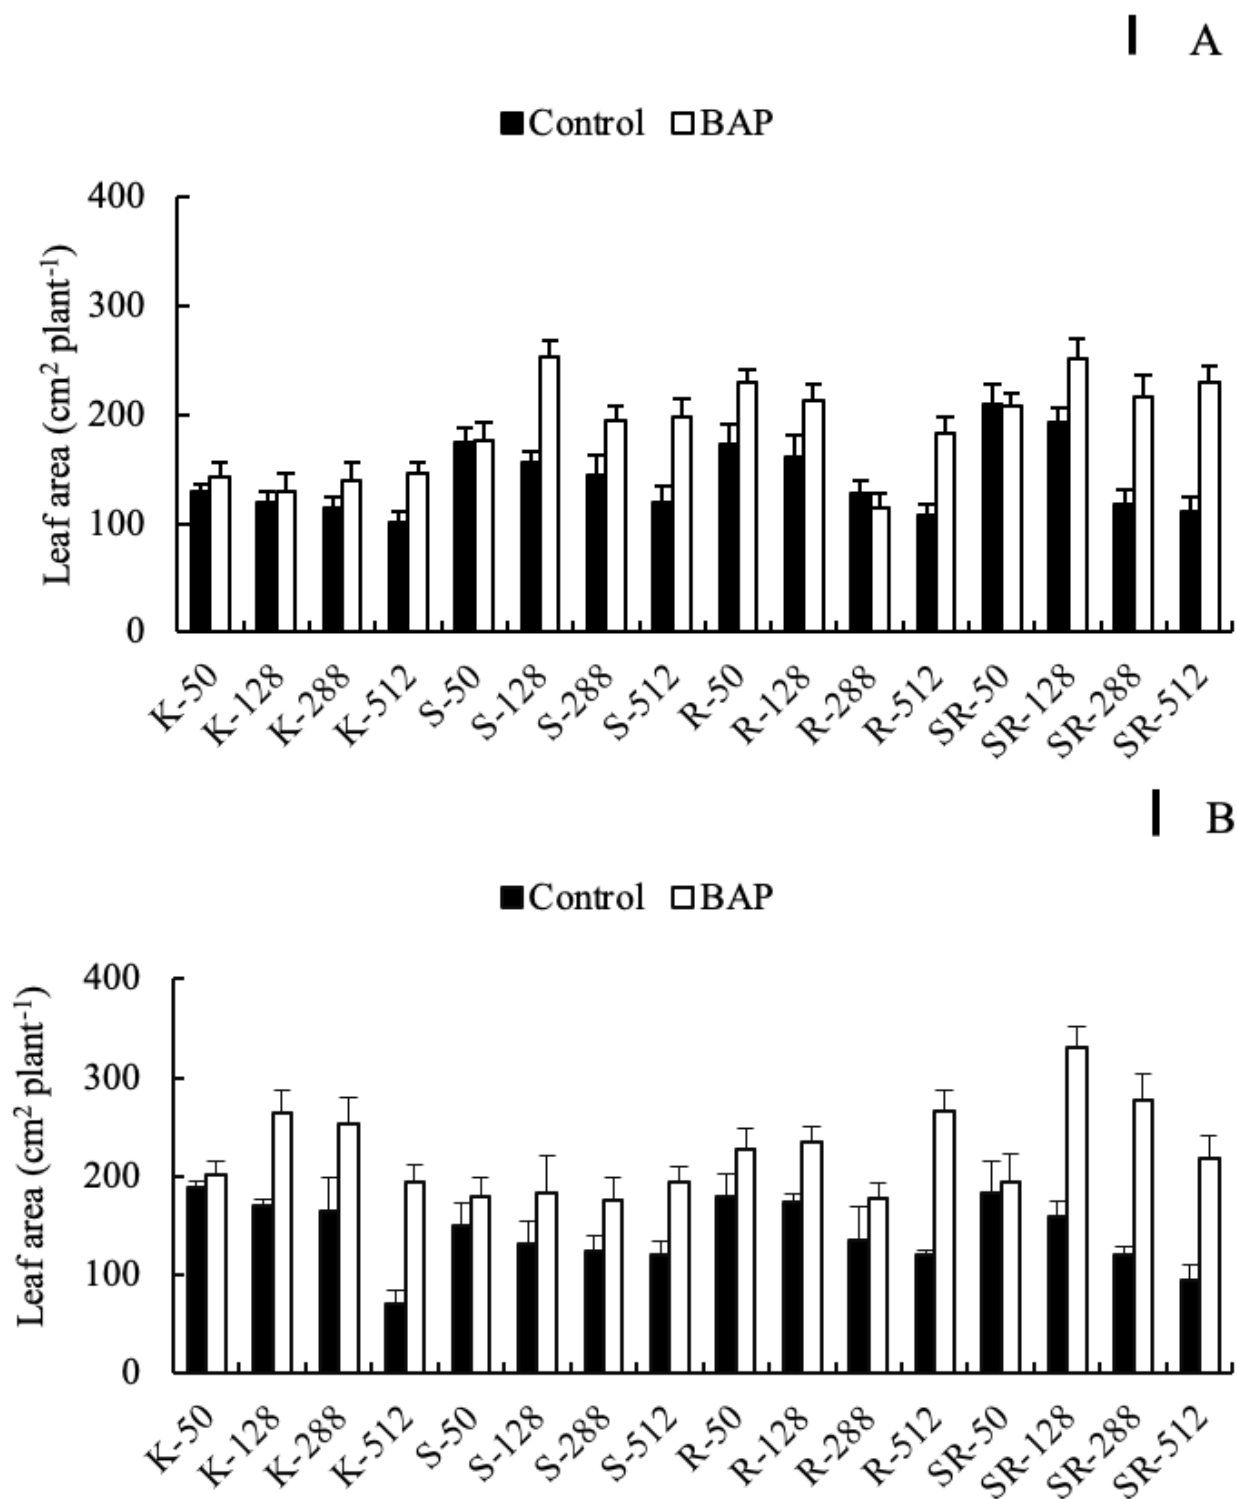 A
Control BAP
400
300
200
100
0
Leaf area (cm² plant⁻¹)
K-50 K-128 K-288 K-512 S-50 S-128 S-288 S-512 R-50 R-128 R-288 R-512 SR-50 SR-128 SR-288 SR-512
B
Control BAP
400
300
200
100
0
Leaf area (cm² plant⁻¹)
K-50 K-128 K-288 K-512 S-50 S-128 S-288 S-512 R-50 R-128 R-288 R-512 SR-50 SR-128 SR-288 SR-512